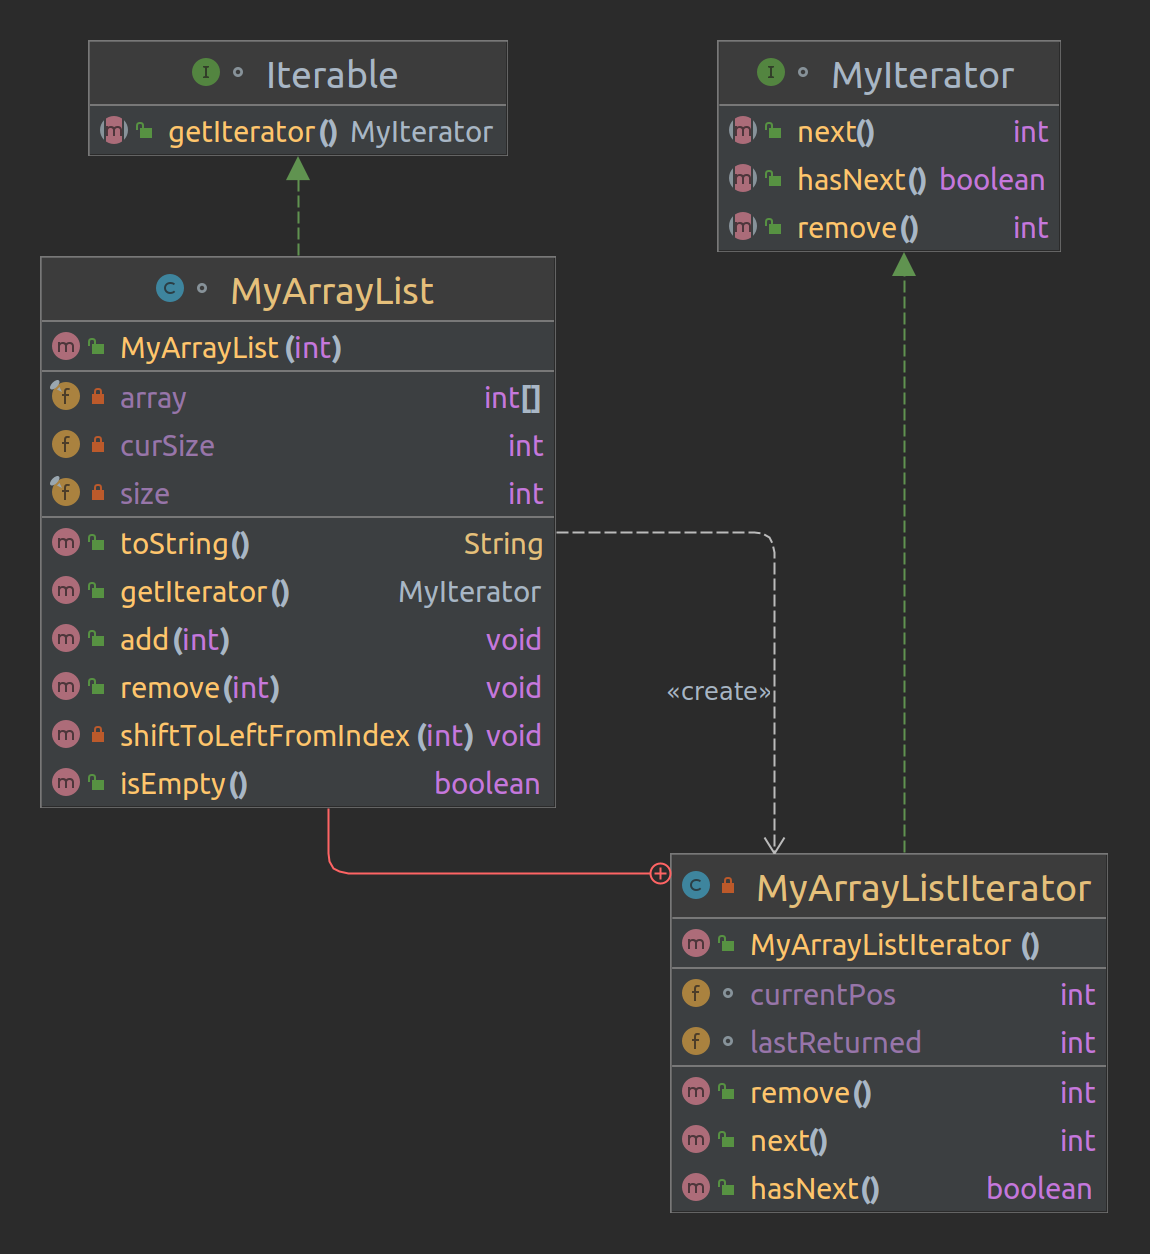 Iterable
getIterator() MyIterator
MyIterator
next() int
hasNext() boolean
remove() int
MyArrayList
MyArrayList(int)
array int[]
curSize int
size int
toString() String
getIterator() MyIterator
add(int) void
remove(int) void
shiftToLeftFromIndex(int) void
isEmpty() boolean
«create»
MyArrayListIterator
MyArrayListIterator()
currentPos int
lastReturned int
remove() int
next() int
hasNext() boolean